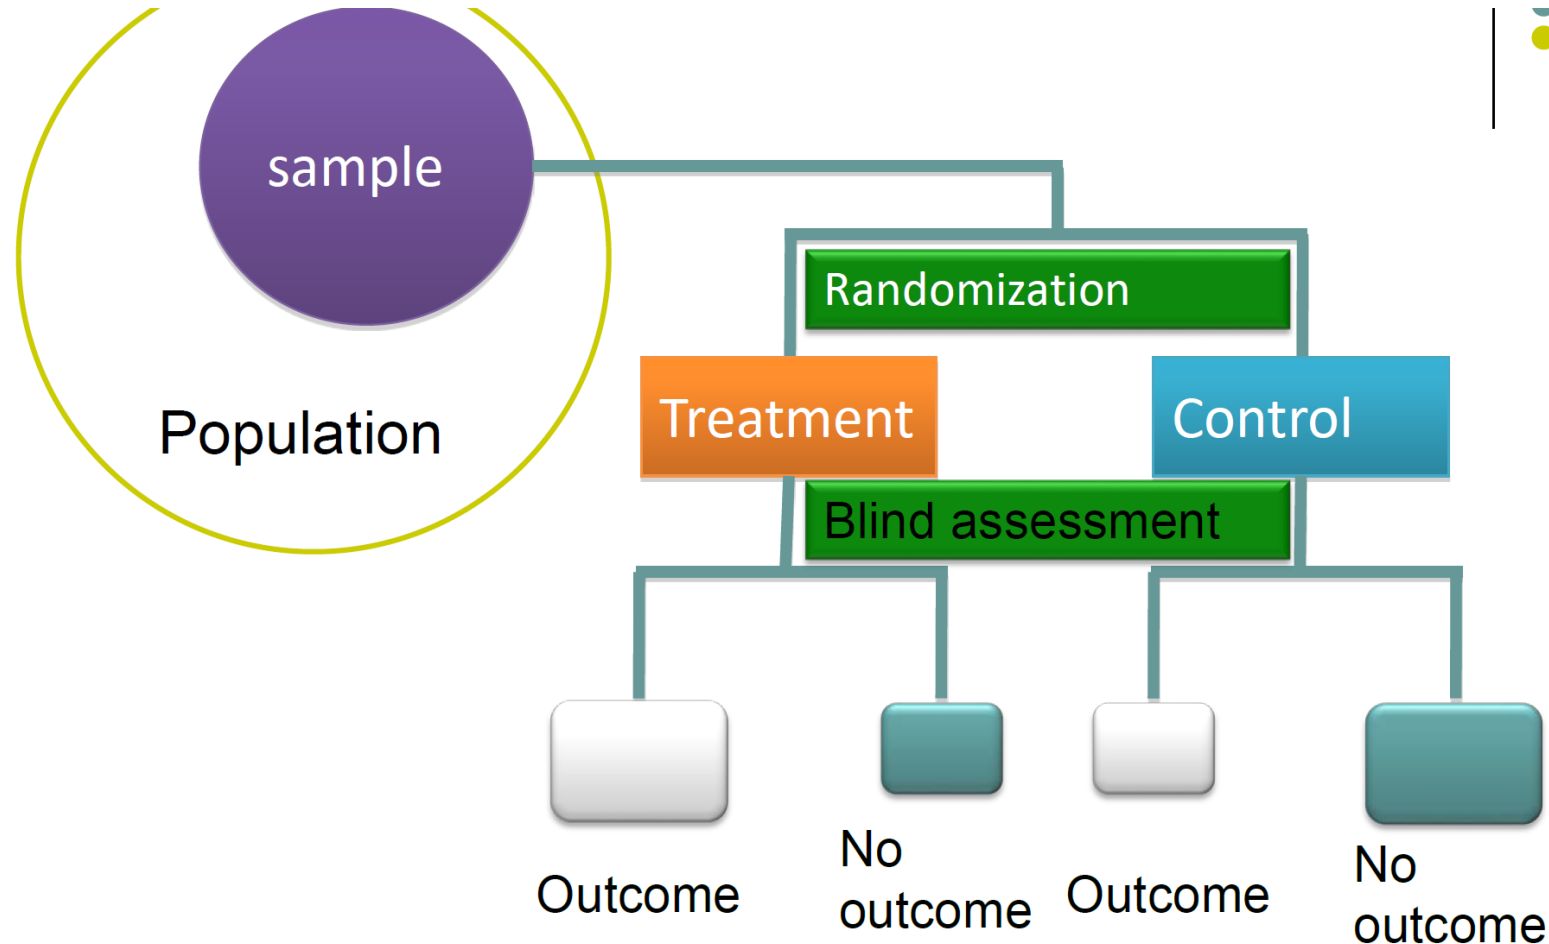 sample
Population
Randomization
Treatment
Control
Blind assessment
Outcome
No
outcome
Outcome
No
outcome